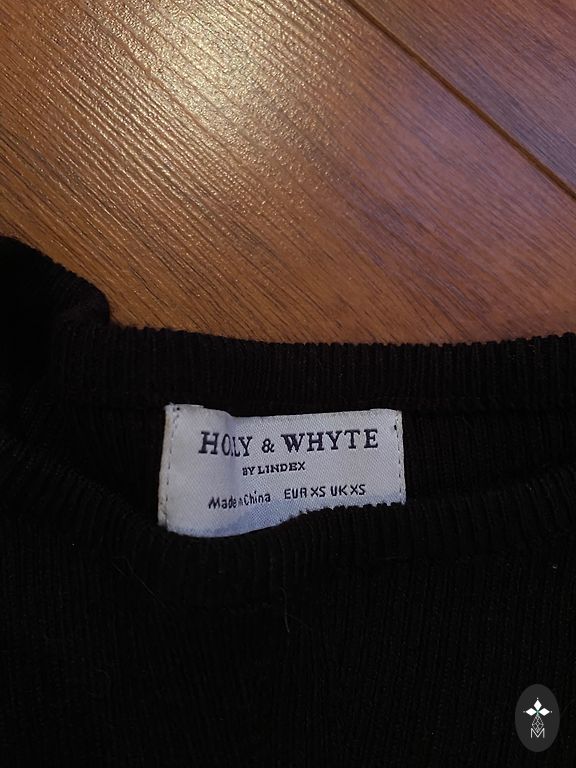 HOLLY & WHYTE
BY LINDEX
Made in China EUR XS UK XS
M